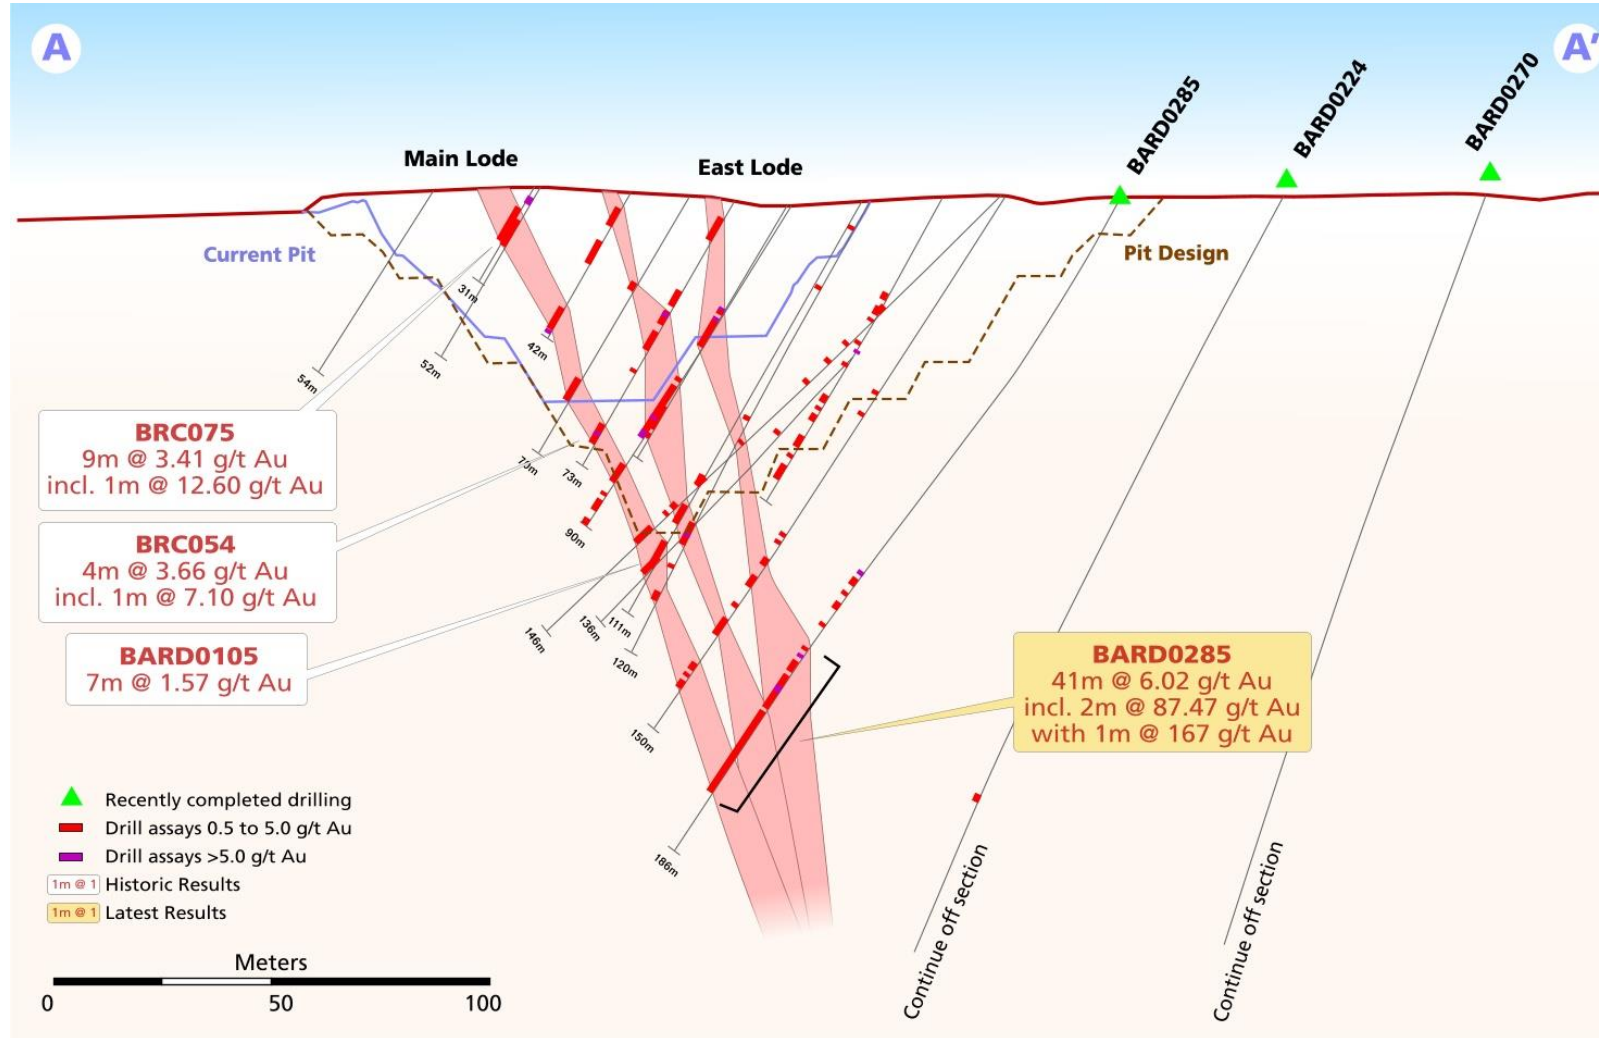 A
A'
BARD0285
BARD0224
BARD0270
Main Lode
East Lode
Current Pit
Pit Design
31m
54m
52m
42m
73m
90m
146m
136m
111m
120m
150m
186m
BRC075
9m @ 3.41 g/t Au
incl. 1m @ 12.60 g/t Au
BRC054
4m @ 3.66 g/t Au
incl. 1m @ 7.10 g/t Au
BARD0105
7m @ 1.57 g/t Au
BARD0285
41m @ 6.02 g/t Au
incl. 2m @ 87.47 g/t Au
with 1m @ 167 g/t Au
Recently completed drilling
Drill assays 0.5 to 5.0 g/t Au
Drill assays >5.0 g/t Au
1m @ 1 Historic Results
1m @ 1 Latest Results
Meters
0 50 100
Continue off section
Continue off section